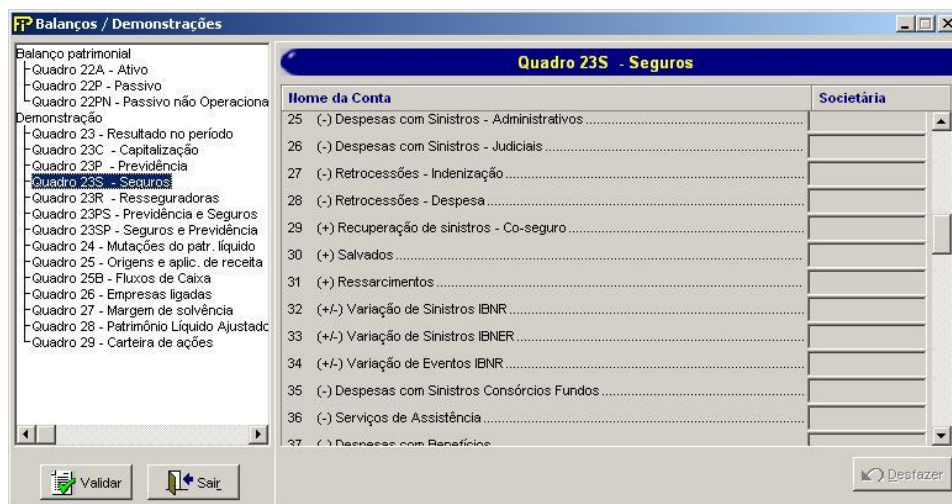 FiP Balanços / Demonstrações
Balanço patrimonial
Quadro 22A - Ativo
Quadro 22P - Passivo
Quadro 22PN - Passivo não Operaciona
Demonstração
Quadro 23 - Resultado no período
Quadro 23C - Capitalização
Quadro 23P - Previdência
Quadro 23S - Seguros
Quadro 23R - Resseguradoras
Quadro 23PS - Previdência e Seguros
Quadro 23SP - Seguros e Previdência
Quadro 24 - Mutações do patr. líquido
Quadro 25 - Origens e aplic. de receita
Quadro 25B - Fluxos de Caixa
Quadro 26 - Empresas ligadas
Quadro 27 - Margem de solvência
Quadro 28 - Patrimônio Líquido Ajustado
Quadro 29 - Carteira de ações
Validar
Sair
Quadro 23S - Seguros
Nome da Conta Societária
25 (-) Despesas com Sinistros - Administrativos
26 (-) Despesas com Sinistros - Judiciais
27 (-) Retrocessões - Indenização
28 (-) Retrocessões - Despesa
29 (+) Recuperação de sinistros - Co-seguro
30 (+) Salvados
31 (+) Ressarcimentos
32 (+/-) Variação de Sinistros IBNR
33 (+/-) Variação de Sinistros IBNER
34 (+/-) Variação de Eventos IBNR
35 (-) Despesas com Sinistros Consórcios Fundos
36 (-) Serviços de Assistência
37 (-) Despesas com Benefícios
Desfazer